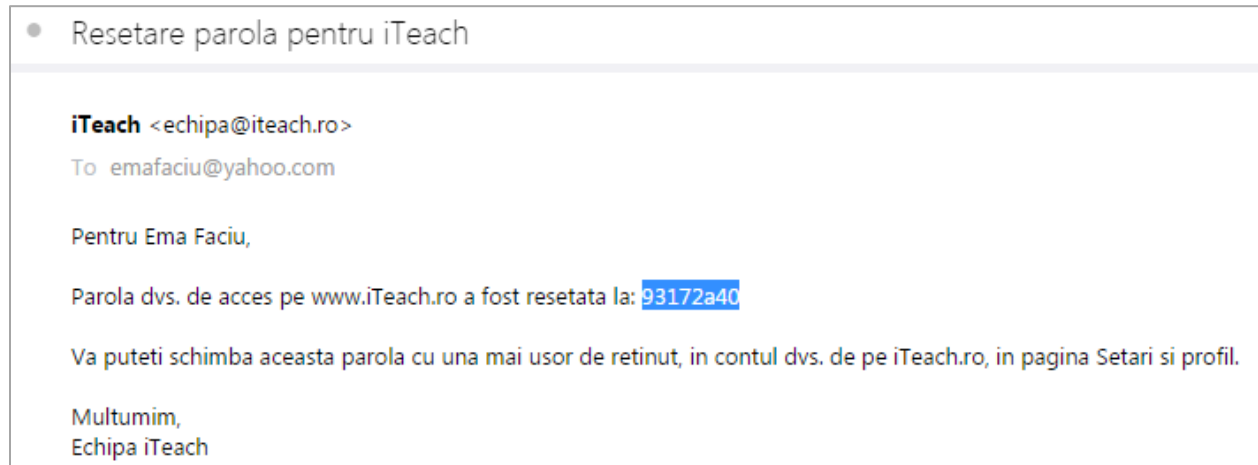 Resetare parola pentru iTeach
iTeach <echipa@iteach.ro>
To emafaciu@yahoo.com
Pentru Ema Faciu,
Parola dvs. de acces pe www.iTeach.ro a fost resetata la: 93172a40
Va puteti schimba aceasta parola cu una mai usor de retinut, in contul dvs. de pe iTeach.ro, in pagina Setari si profil.
Multumim,
Echipa iTeach